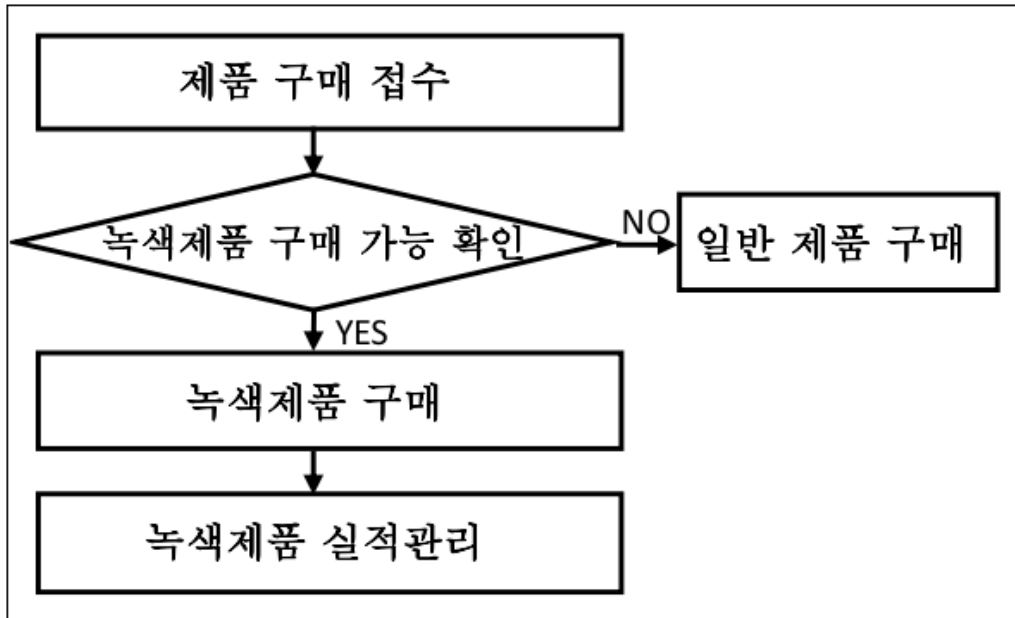 제품 구매 접수
녹색제품 구매 가능 확인
NO
일반 제품 구매
YES
녹색제품 구매
녹색제품 실적관리